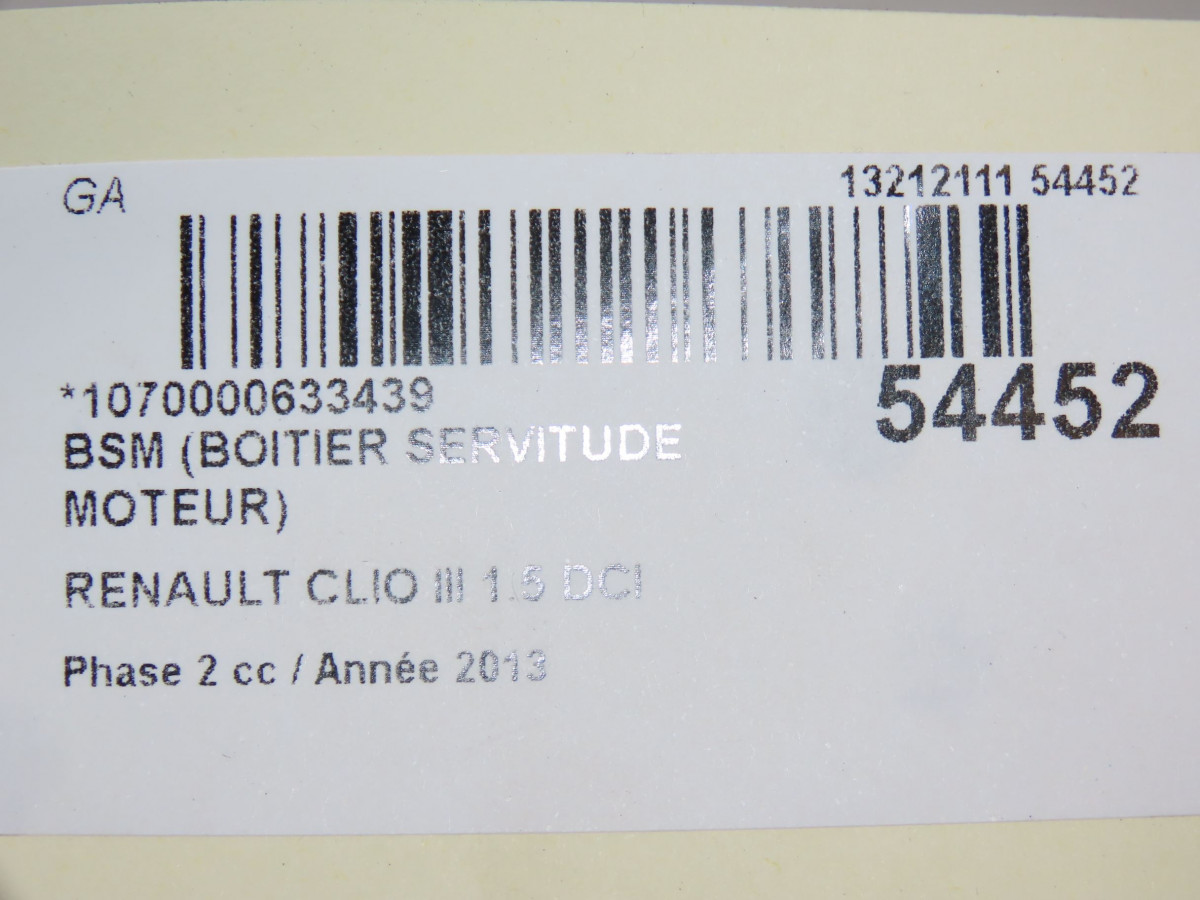 GA
13212111 54452
*1070000633439
54452
BSM (BOITIER SERVITUDE
MOTEUR)
RENAULT CLIO III 1.5 DCI
Phase 2 cc / Année 2013